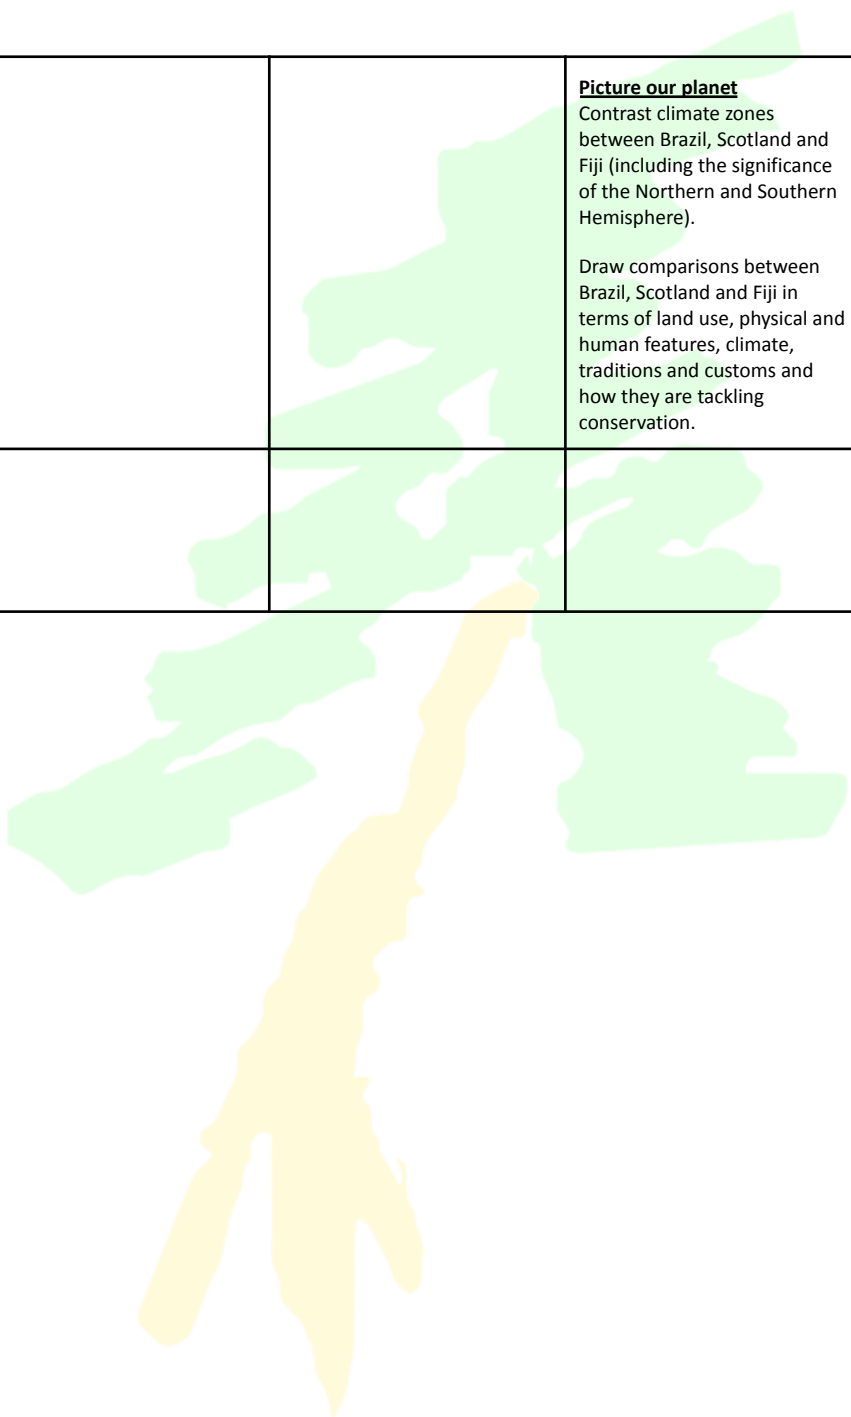 Picture our planet
Contrast climate zones
between Brazil, Scotland and
Fiji (including the significance
of the Northern and Southern
Hemisphere).
Draw comparisons between
Brazil, Scotland and Fiji in
terms of land use, physical and
human features, climate,
traditions and customs and
how they are tackling
conservation.